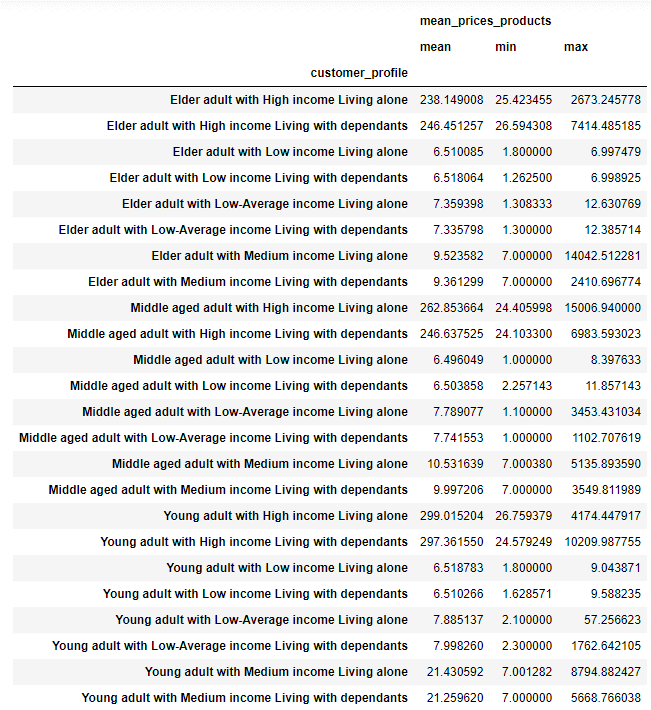 mean_prices_products
mean min max
customer_profile
Elder adult with High income Living alone 238.149008 25.423455 2673.245778
Elder adult with High income Living with dependants 246.451257 26.594308 7414.485185
Elder adult with Low income Living alone 6.510085 1.800000 6.997479
Elder adult with Low income Living with dependants 6.518064 1.262500 6.998925
Elder adult with Low-Average income Living alone 7.359398 1.308333 12.630769
Elder adult with Low-Average income Living with dependants 7.335798 1.300000 12.385714
Elder adult with Medium income Living alone 9.523582 7.000000 14042.512281
Elder adult with Medium income Living with dependants 9.361299 7.000000 2410.696774
Middle aged adult with High income Living alone 262.853664 24.405998 15006.940000
Middle aged adult with High income Living with dependants 246.637525 24.103300 6983.593023
Middle aged adult with Low income Living alone 6.496049 1.000000 8.397633
Middle aged adult with Low income Living with dependants 6.503858 2.257143 11.857143
Middle aged adult with Low-Average income Living alone 7.789077 1.100000 3453.431034
Middle aged adult with Low-Average income Living with dependants 7.741553 1.000000 1102.707619
Middle aged adult with Medium income Living alone 10.531639 7.000380 5135.893590
Middle aged adult with Medium income Living with dependants 9.997206 7.000000 3549.811989
Young adult with High income Living alone 299.015204 26.759379 4174.447917
Young adult with High income Living with dependants 297.361550 24.579249 10209.987755
Young adult with Low income Living alone 6.518783 1.800000 9.043871
Young adult with Low income Living with dependants 6.510266 1.628571 9.588235
Young adult with Low-Average income Living alone 7.885137 2.100000 57.256623
Young adult with Low-Average income Living with dependants 7.998260 2.300000 1762.642105
Young adult with Medium income Living alone 21.430592 7.001282 8794.882427
Young adult with Medium income Living with dependants 21.259620 7.000000 5668.766038